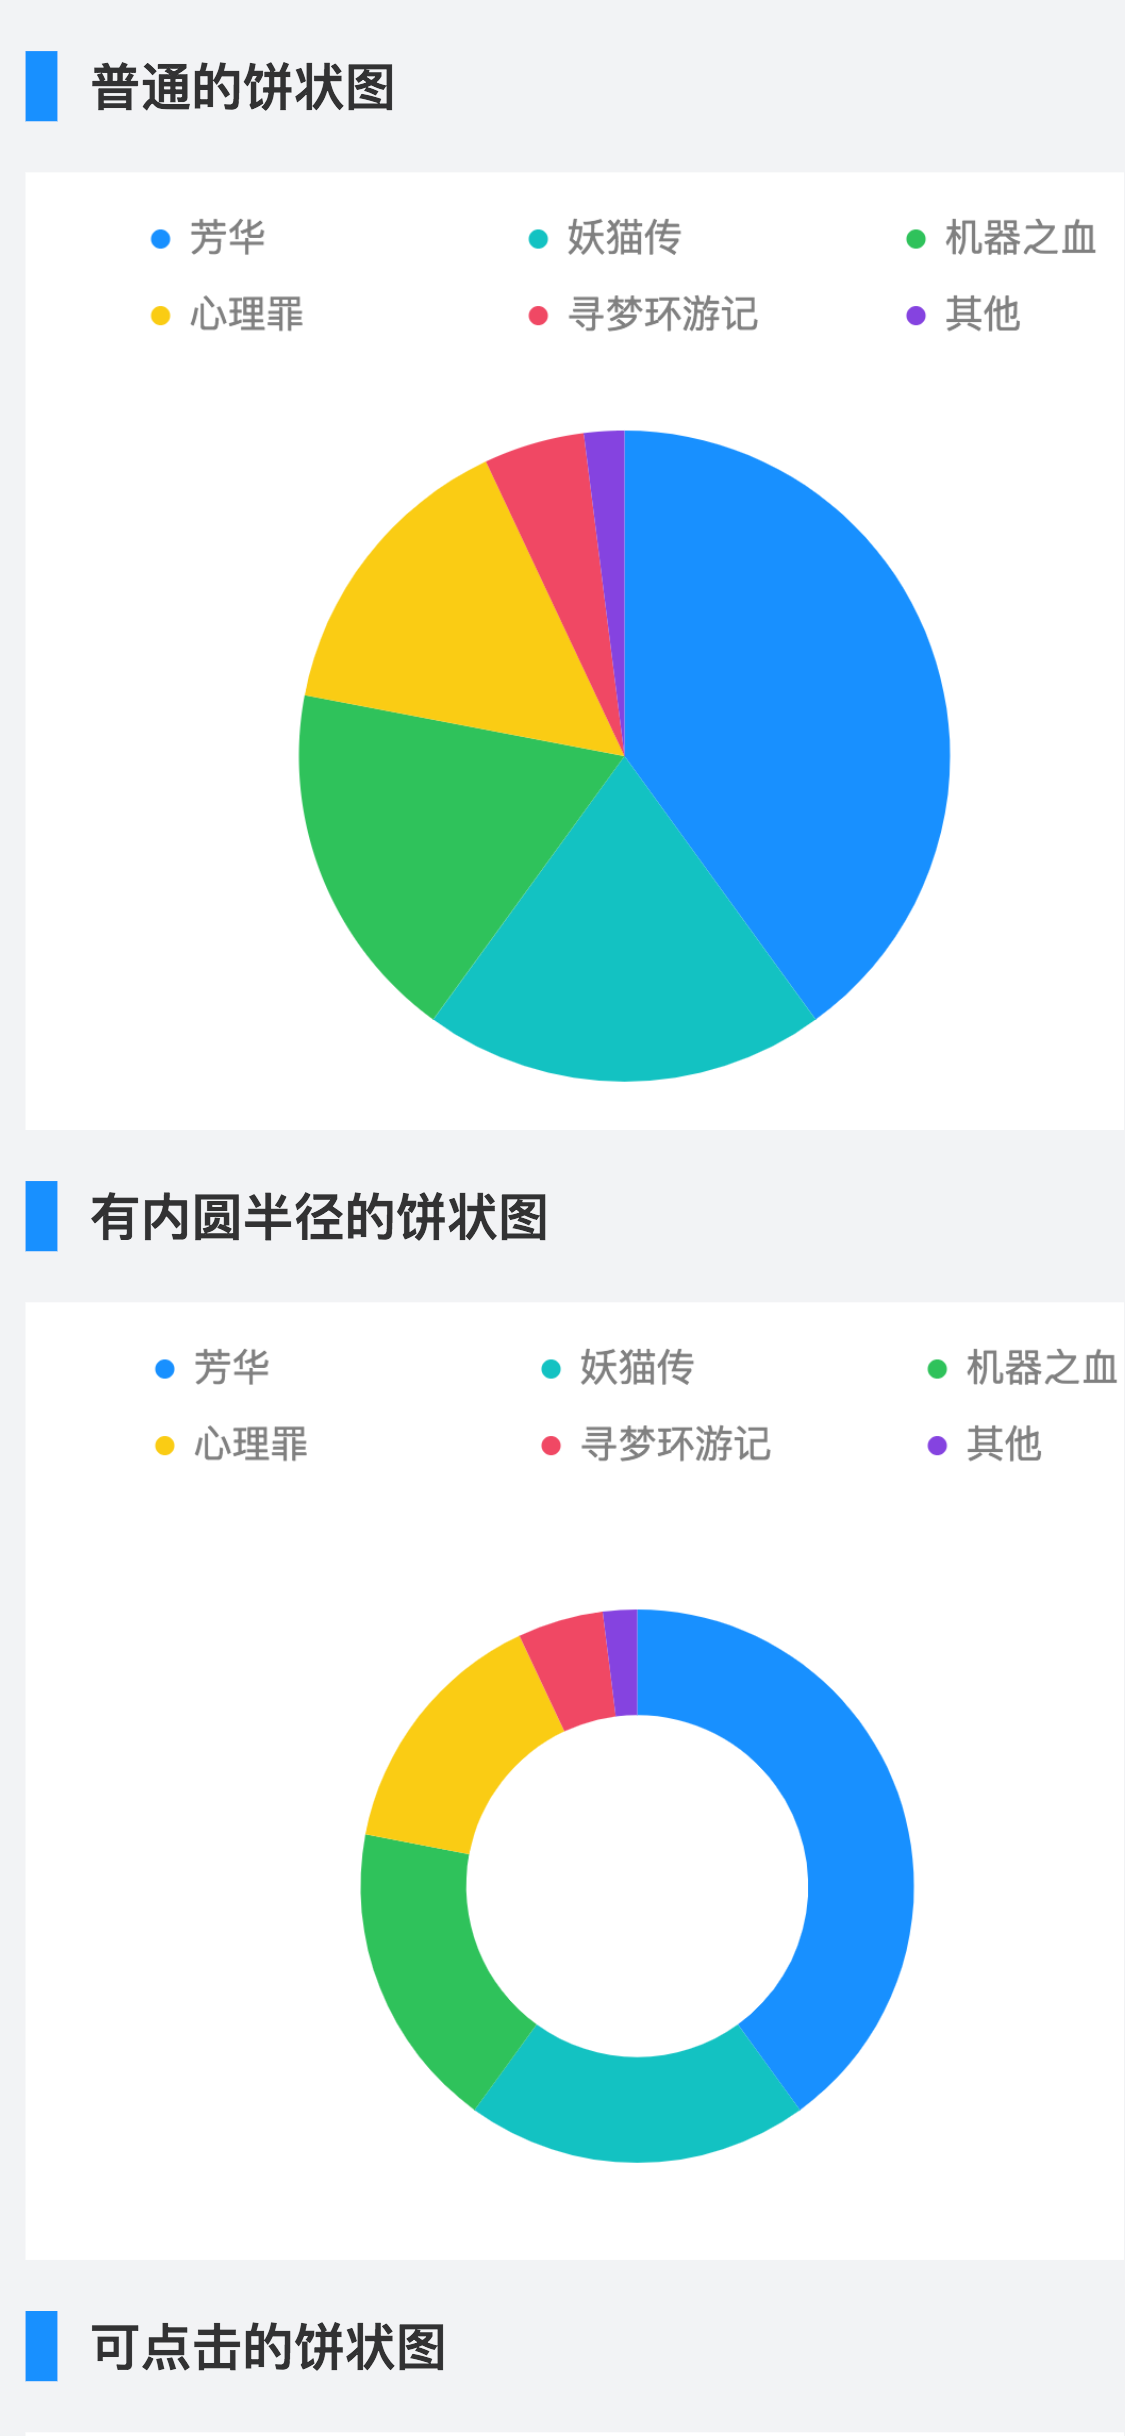 普通的饼状图
芳华 妖猫传 机器之血
心理罪 寻梦环游记 其他
有内圆半径的饼状图
芳华 妖猫传 机器之血
心理罪 寻梦环游记 其他
可点击的饼状图